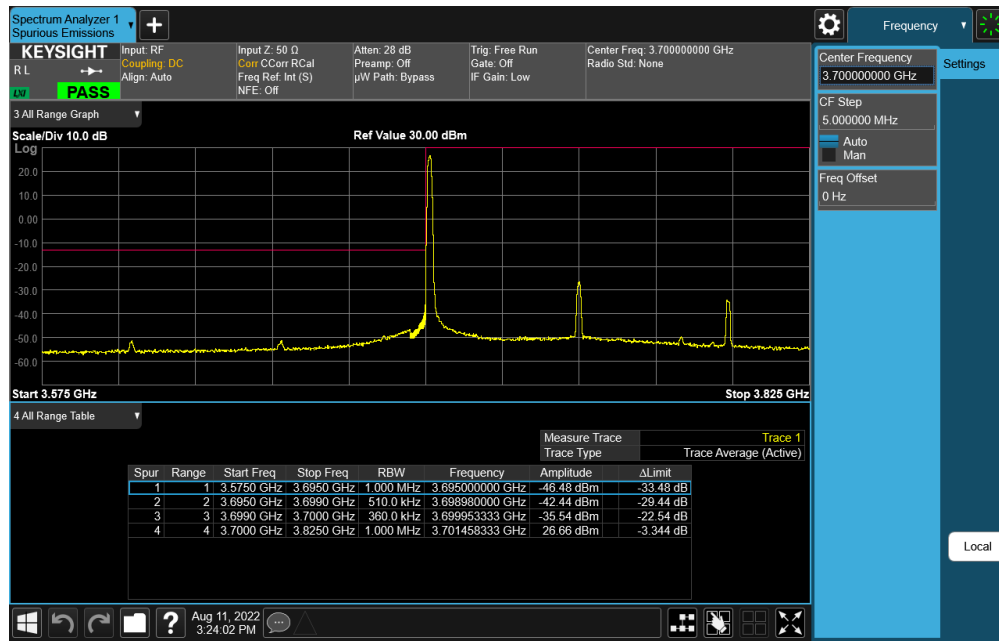 Spectrum Analyzer 1
Spurious Emissions
Frequency
KEYSIGHT
R L
LXI
PASS
Input: RF
Coupling: DC
Align: Auto
Input Z: 50 Ω
Corr CCorr RCal
Freq Ref: Int (S)
NFE: Off
Atten: 28 dB
Preamp: Off
µW Path: Bypass
Trig: Free Run
Gate: Off
IF Gain: Low
Center Freq: 3.700000000 GHz
Radio Std: None
Center Frequency
3.700000000 GHz
Settings
CF Step
5.000000 MHz
Auto
Man
Freq Offset
0 Hz
3 All Range Graph
Scale/Div 10.0 dB
Ref Value 30.00 dBm
Log
20.0
10.0
0.00
-10.0
-20.0
-30.0
-40.0
-50.0
-60.0
Start 3.575 GHz
Stop 3.825 GHz
4 All Range Table
Measure Trace Trace 1
Trace Type Trace Average (Active)
Spur Range Start Freq Stop Freq RBW Frequency Amplitude ΔLimit
1 1 3.5750 GHz 3.6950 GHz 1.000 MHz 3.695000000 GHz -46.48 dBm -33.48 dB
2 2 3.6950 GHz 3.6990 GHz 510.0 kHz 3.698980000 GHz -42.44 dBm -29.44 dB
3 3 3.6990 GHz 3.7000 GHz 360.0 kHz 3.699953333 GHz -35.54 dBm -22.54 dB
4 4 3.7000 GHz 3.8250 GHz 1.000 MHz 3.701458333 GHz 26.66 dBm -3.344 dB
Local
?
Aug 11, 2022
3:24:02 PM